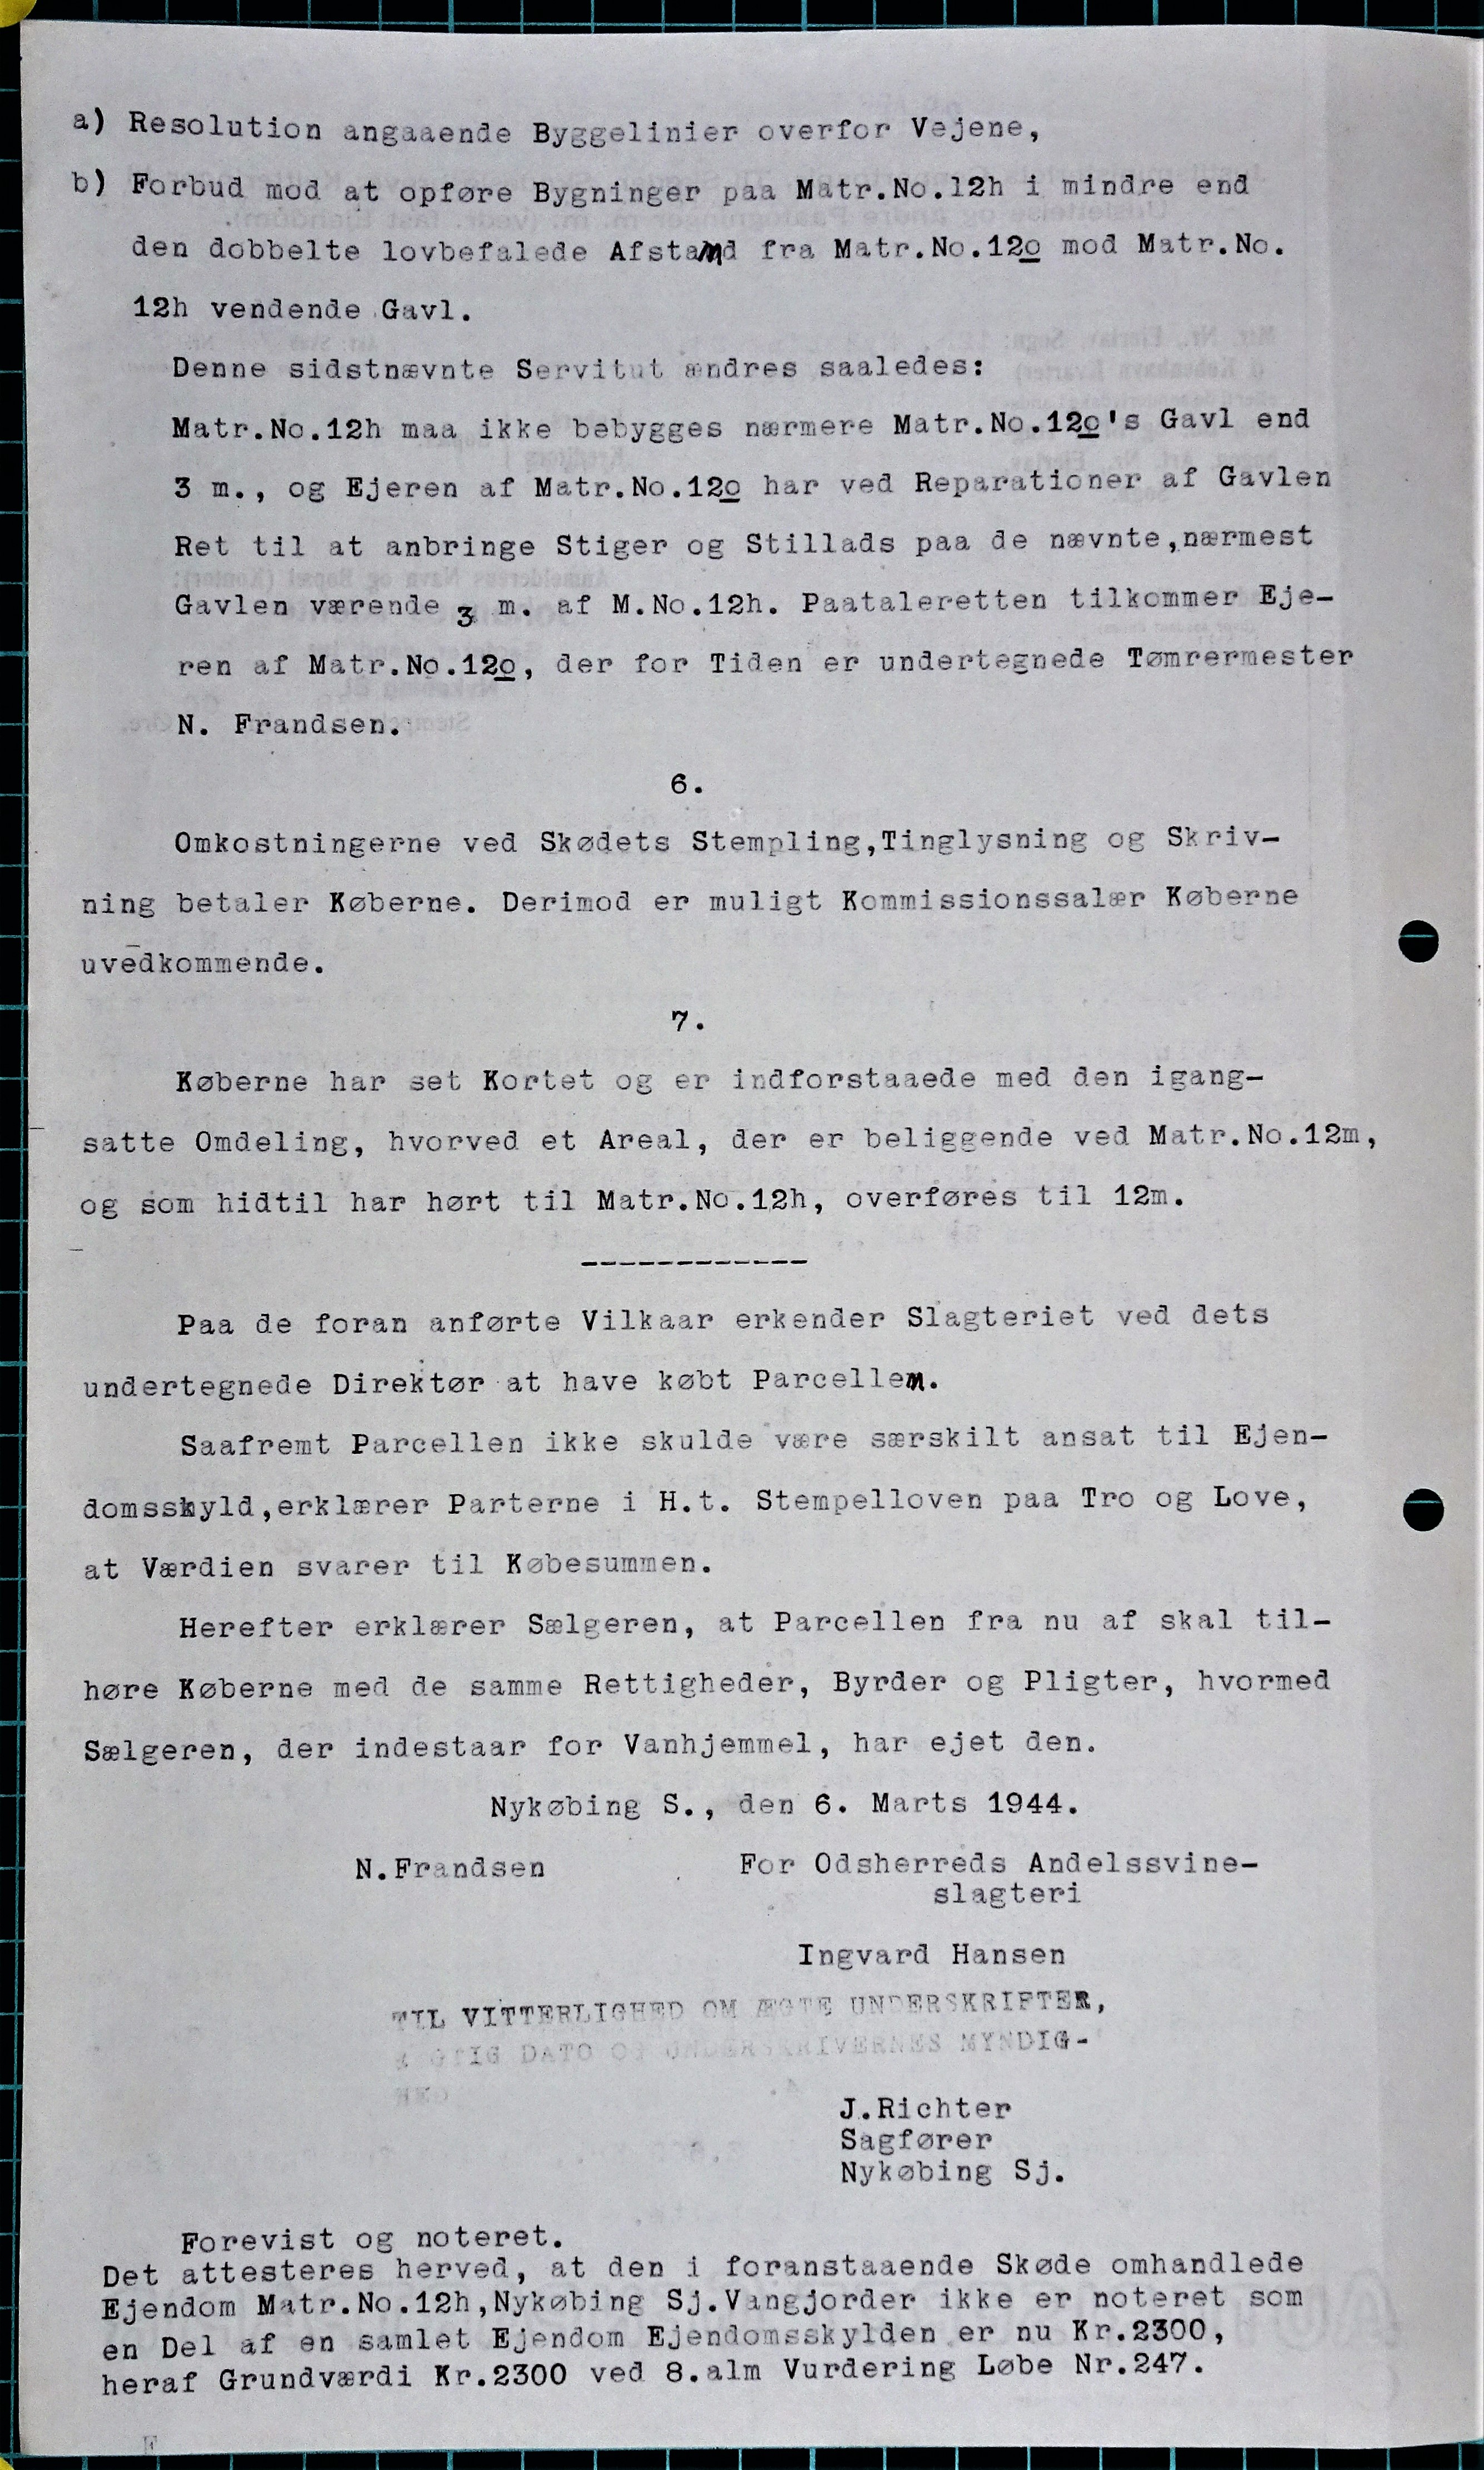 a) Resolution angaaende Byggelinier overfor Vejene,
b) Forbud mod at opføre Bygninger paa Matr.No.12h i mindre end
den dobbelte lovbefalede Afstand fra Matr.No.12o mod Matr.No.
12h vendende Gavl.
Denne sidstnævnte Servitut ændres saaledes:
Matr.No.12h maa ikke bebygges nærmere Matr.No.12o's Gavl end
3 m., og Ejeren af Matr.No.12o har ved Reparationer af Gavlen
Ret til at anbringe Stiger og Stillads paa de nævnte,nærmest
Gavlen værende 3 m. af M.No.12h. Paataleretten tilkommer Eje-
ren af Matr.No.12o, der for Tiden er undertegnede Tømrermester
N. Frandsen.
6.
Omkostningerne ved Skødets Stempling,Tinglysning og Skriv-
ning betaler Køberne. Derimod er muligt Kommissionssalær Køberne
uvedkommende.
7.
Køberne har set Kortet og er indforstaaede med den igang-
satte Omdeling, hvorved et Areal, der er beliggende ved Matr.No.12m,
og som hidtil har hørt til Matr.No.12h, overføres til 12m.
------------
Paa de foran anførte Vilkaar erkender Slagteriet ved dets
undertegnede Direktør at have købt Parcellen.
Saafremt Parcellen ikke skulde være særskilt ansat til Ejen-
domsskyld,erklærer Parterne i H.t. Stempelloven paa Tro og Love,
at Værdien svarer til Købesummen.
Herefter erklærer Sælgeren, at Parcellen fra nu af skal til-
høre Køberne med de samme Rettigheder, Byrder og Pligter, hvormed
Sælgeren, der indestaar for Vanhjemmel, har ejet den.
Nykøbing S., den 6. Marts 1944.
N.Frandsen For Odsherreds Andelssvine-
slagteri
Ingvard Hansen
TIL VITTERLIGHED OM ÆGTE UNDERSKRIFTER,
DATO OG UNDERSKRIVERNES MYNDIG-
HED
J.Richter
Sagfører
Nykøbing Sj.
Forevist og noteret.
Det attesteres herved, at den i foranstaaende Skøde omhandlede
Ejendom Matr.No.12h,Nykøbing Sj.Vangjorder ikke er noteret som
en Del af en samlet Ejendom Ejendomsskylden er nu Kr.2300,
heraf Grundværdi Kr.2300 ved 8.alm Vurdering Løbe Nr.247.